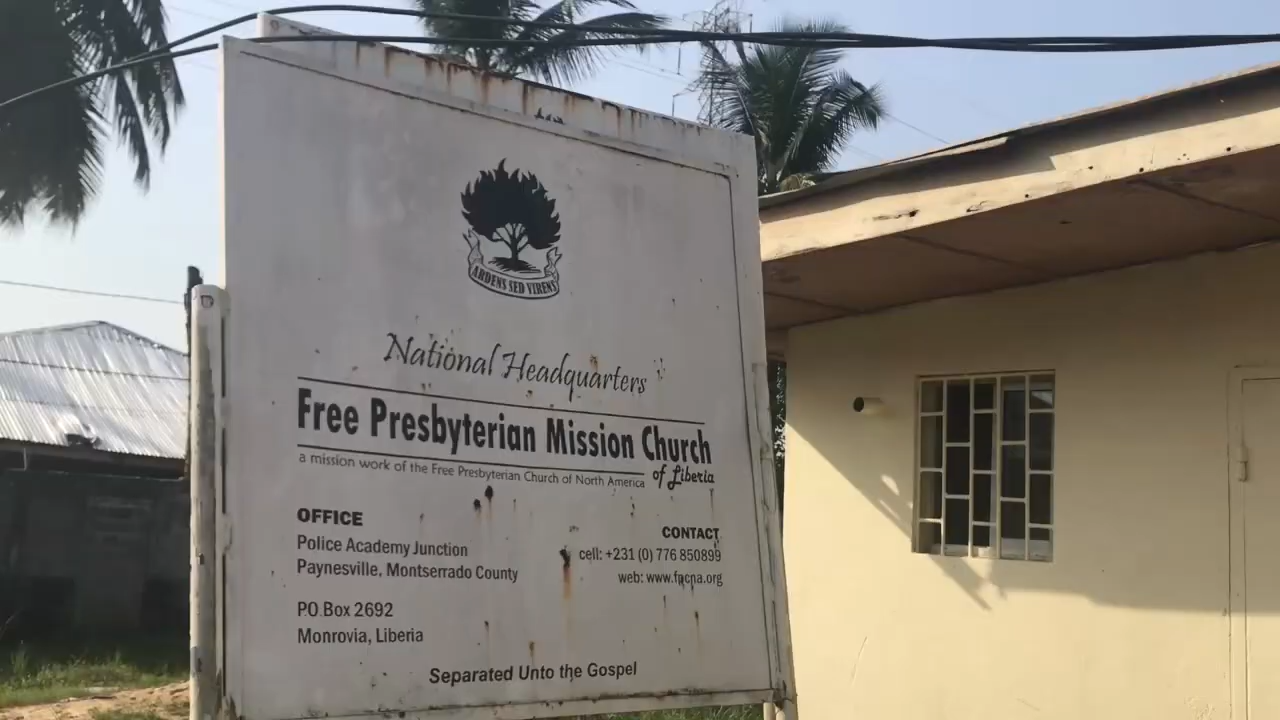 ARDENS SED VIRENS
National Headquarters
Free Presbyterian Mission Church
of Liberia
a mission work of the Free Presbyterian Church of North America
OFFICE
Police Academy Junction
Paynesville, Montserrado County
PO Box 2692
Monrovia, Liberia
CONTACT
cell: +231 (0) 776 850899
web: www.fpcna.org
Separated Unto the Gospel